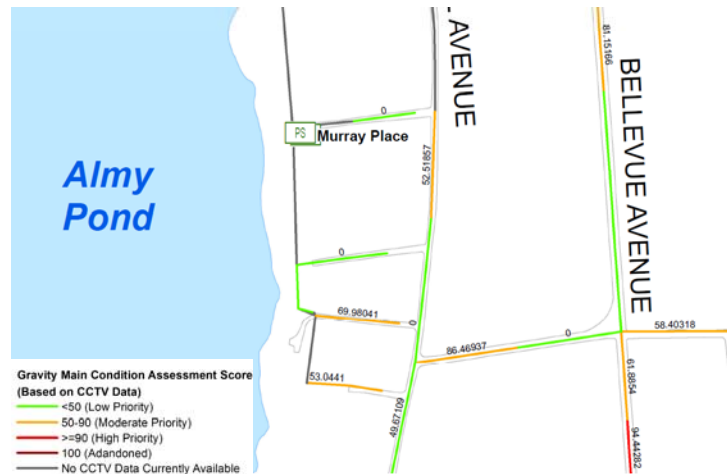 L AVENUE
81.15166
0
PS
Murray Place
BELLEVUE AVENUE
52.51857
Almy
Pond
0
69.98041
0
0
58.40318
86.46937
61.8854
53.0441
49.67109
94.44282
Gravity Main Condition Assessment Score
(Based on CCTV Data)
<50 (Low Priority)
50-90 (Moderate Priority)
>=90 (High Priority)
100 (Adandoned)
No CCTV Data Currently Available